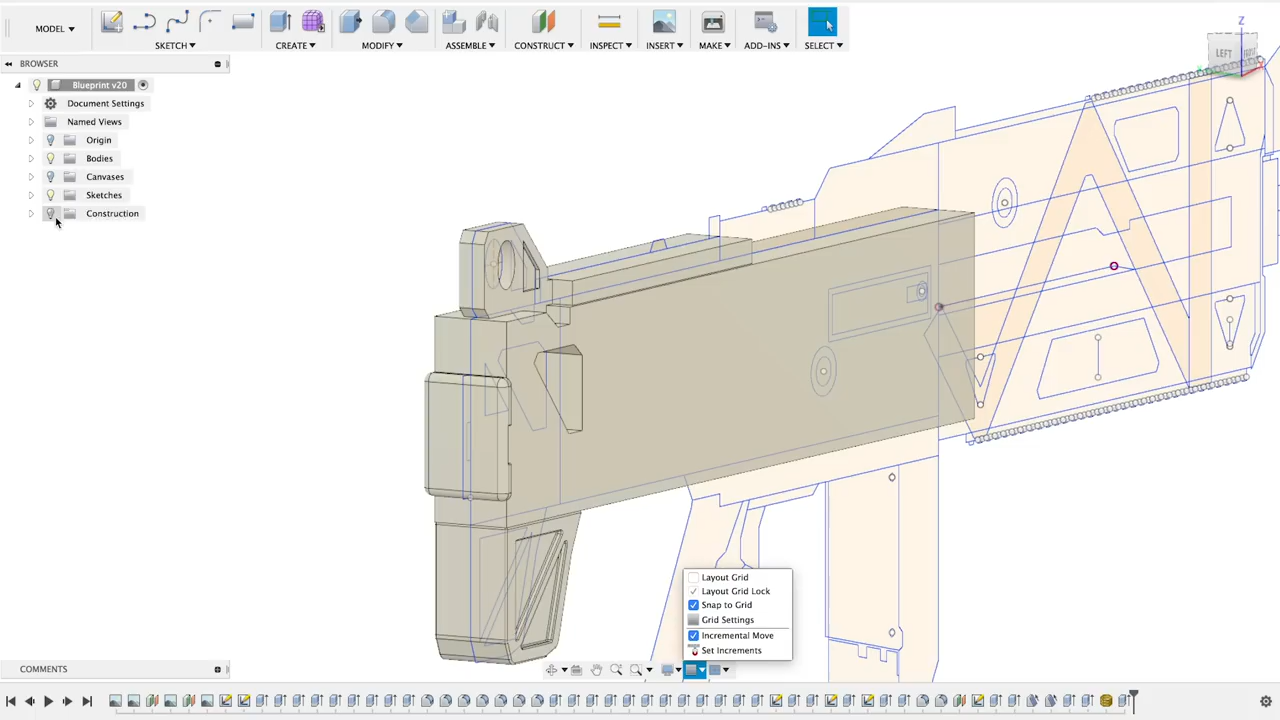 MODEL
SKETCH
CREATE
MODIFY
ASSEMBLE
CONSTRUCT
INSPECT
INSERT
MAKE
ADD-INS
SELECT
BROWSER
Blueprint v20
Document Settings
Named Views
Origin
Bodies
Canvases
Sketches
Construction
Z
LEFT
Layout Grid
Layout Grid Lock
Snap to Grid
Grid Settings
Incremental Move
Set Increments
COMMENTS